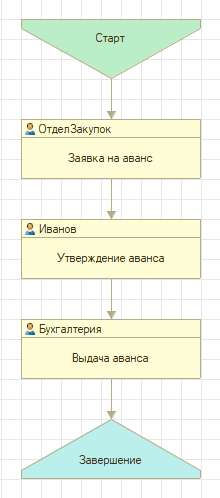 Старт
ОтделЗакупок
Заявка на аванс
Иванов
Утверждение аванса
Бухгалтерия
Выдача аванса
Завершение